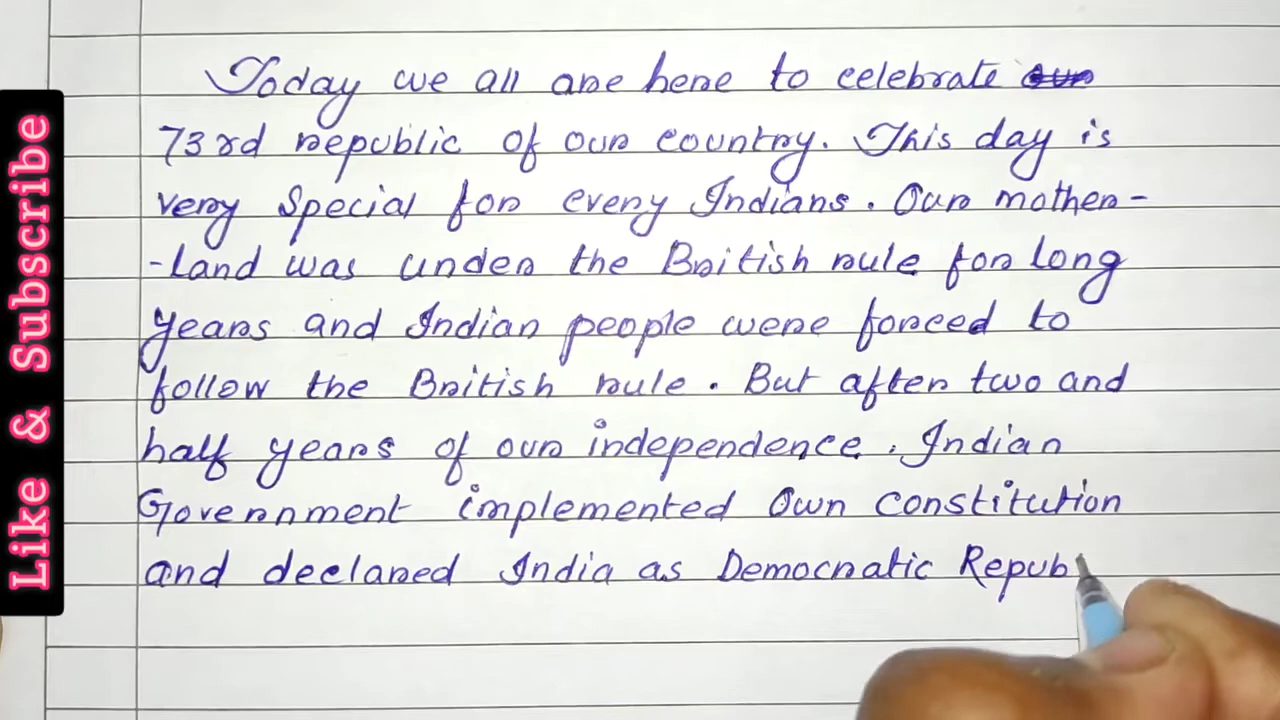 Like & Subscribe
Today we all are here to celebrate
73rd republic of our country. This day is
very Special for every Indians. Our mother-
-land was under the British rule for long
years and Indian people were forced to
follow the British rule. But after two and
half years of our independence. Indian
Government implemented Own Constitution
and declared India as Democratic Repub